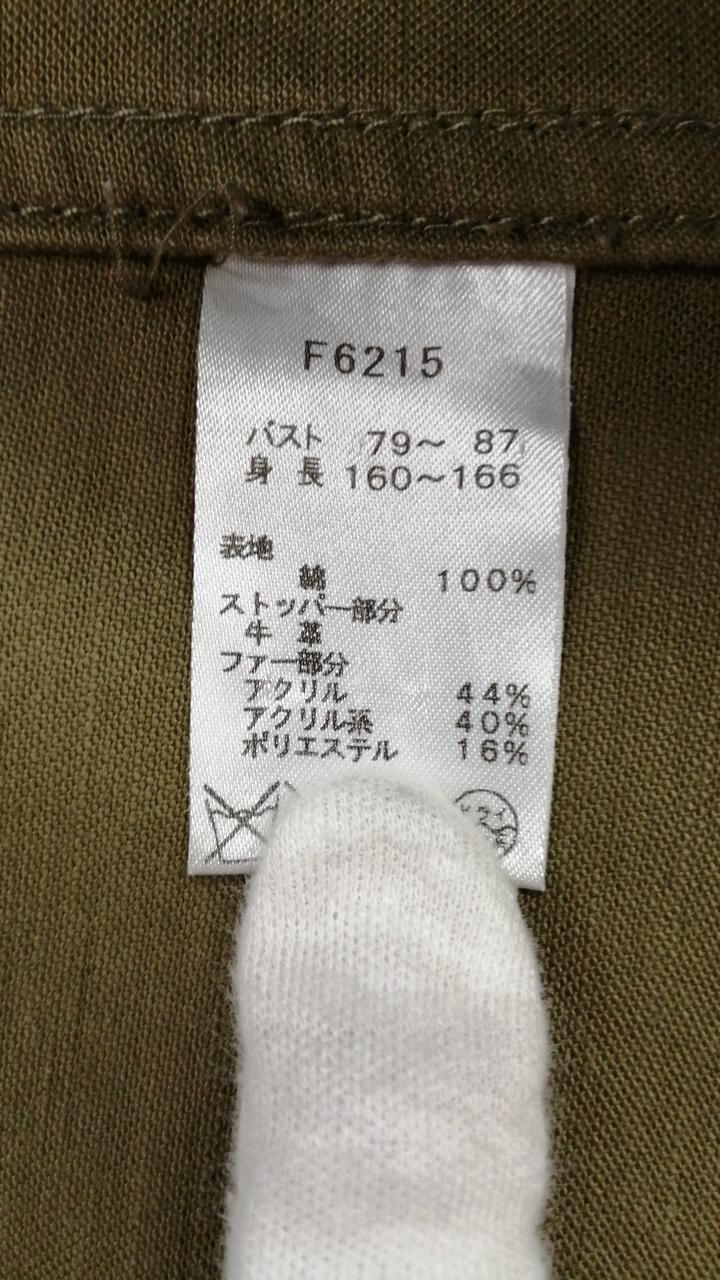 F6215
バスト 79〜 87
身 長 160〜166
表地
綿 100%
ストッパー部分
牛 革
ファー部分
アクリル 44%
アクリル系 40%
ポリエステル 16%